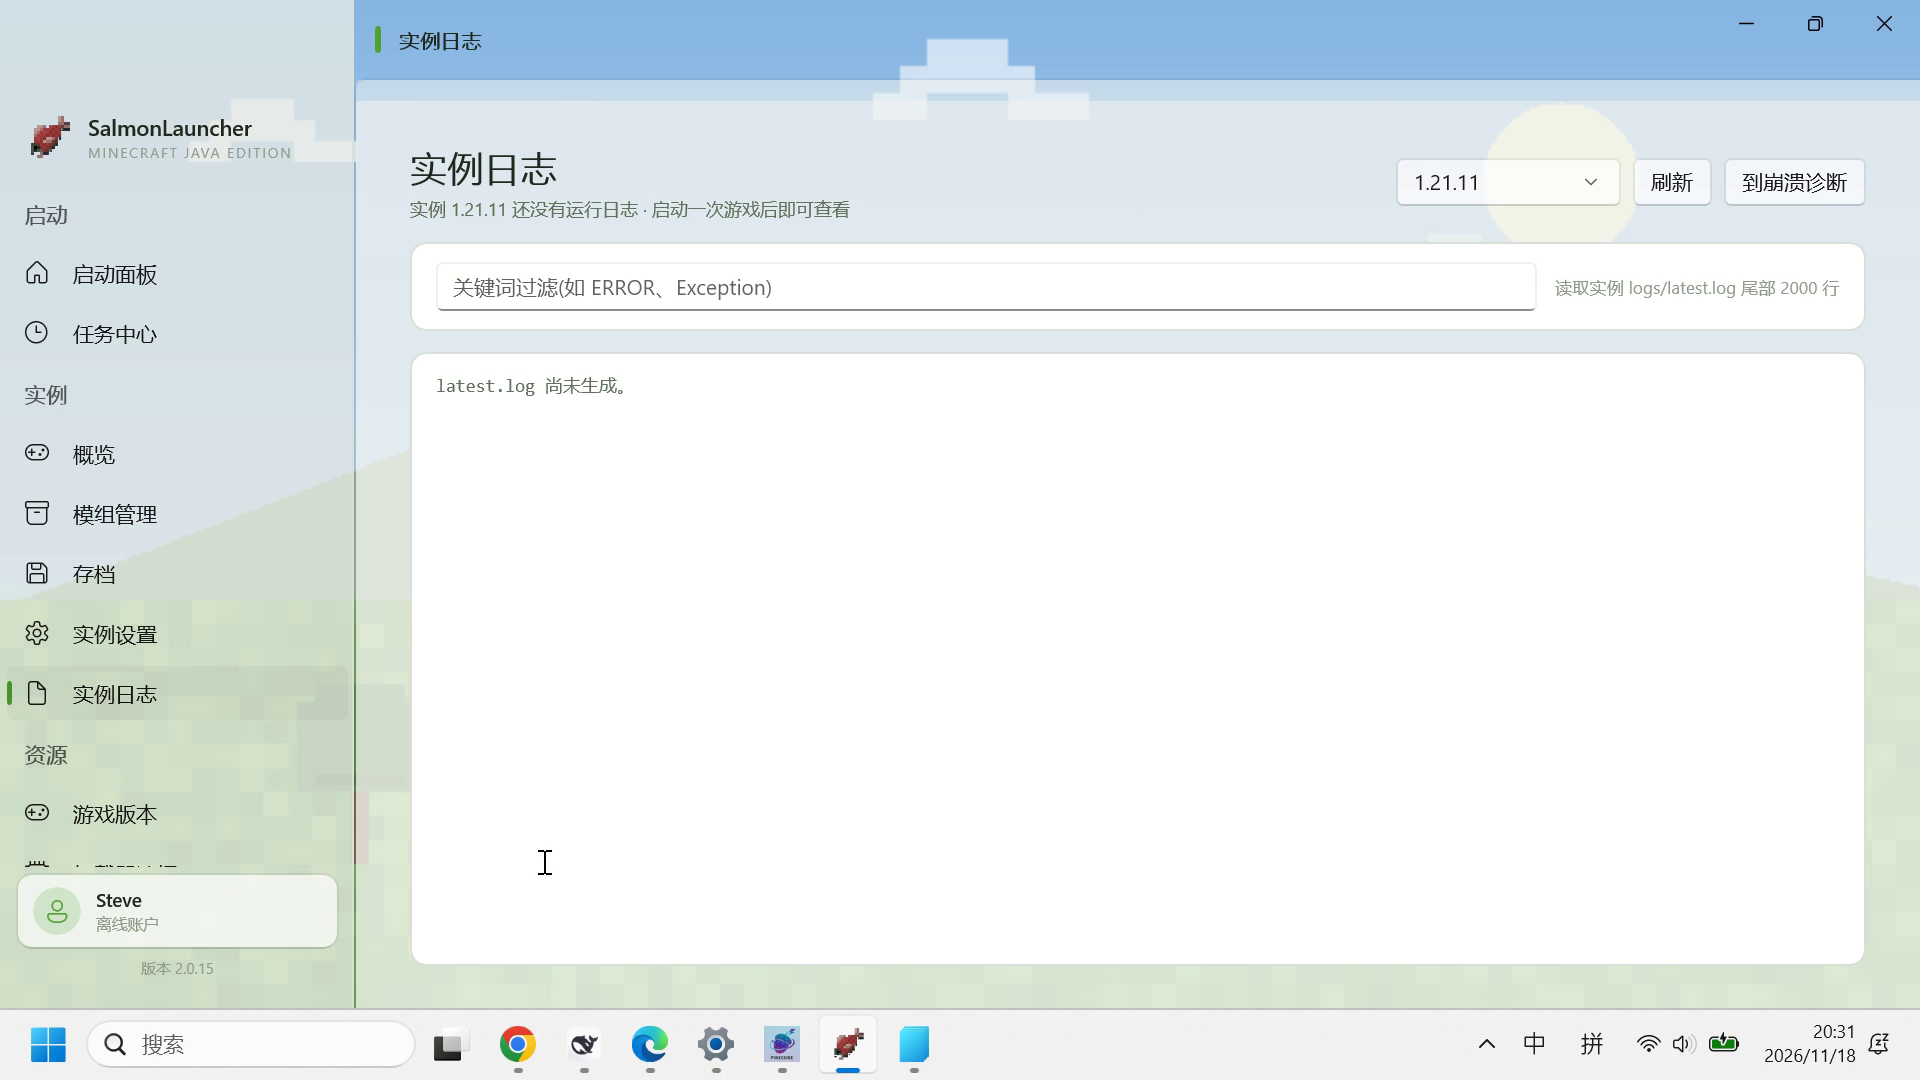 实例日志
SalmonLauncher
MINECRAFT JAVA EDITION
启动
启动面板
任务中心
实例
概览
模组管理
存档
实例设置
实例日志
资源
游戏版本
Steve
离线账户
版本 2.0.15
实例日志
实例 1.21.11 还没有运行日志 · 启动一次游戏后即可查看
1.21.11
刷新
到崩溃诊断
关键词过滤(如 ERROR、Exception)
读取实例 logs/latest.log 尾部 2000 行
latest.log 尚未生成。
搜索
PINECONE
中
拼
20:31
2026/11/18